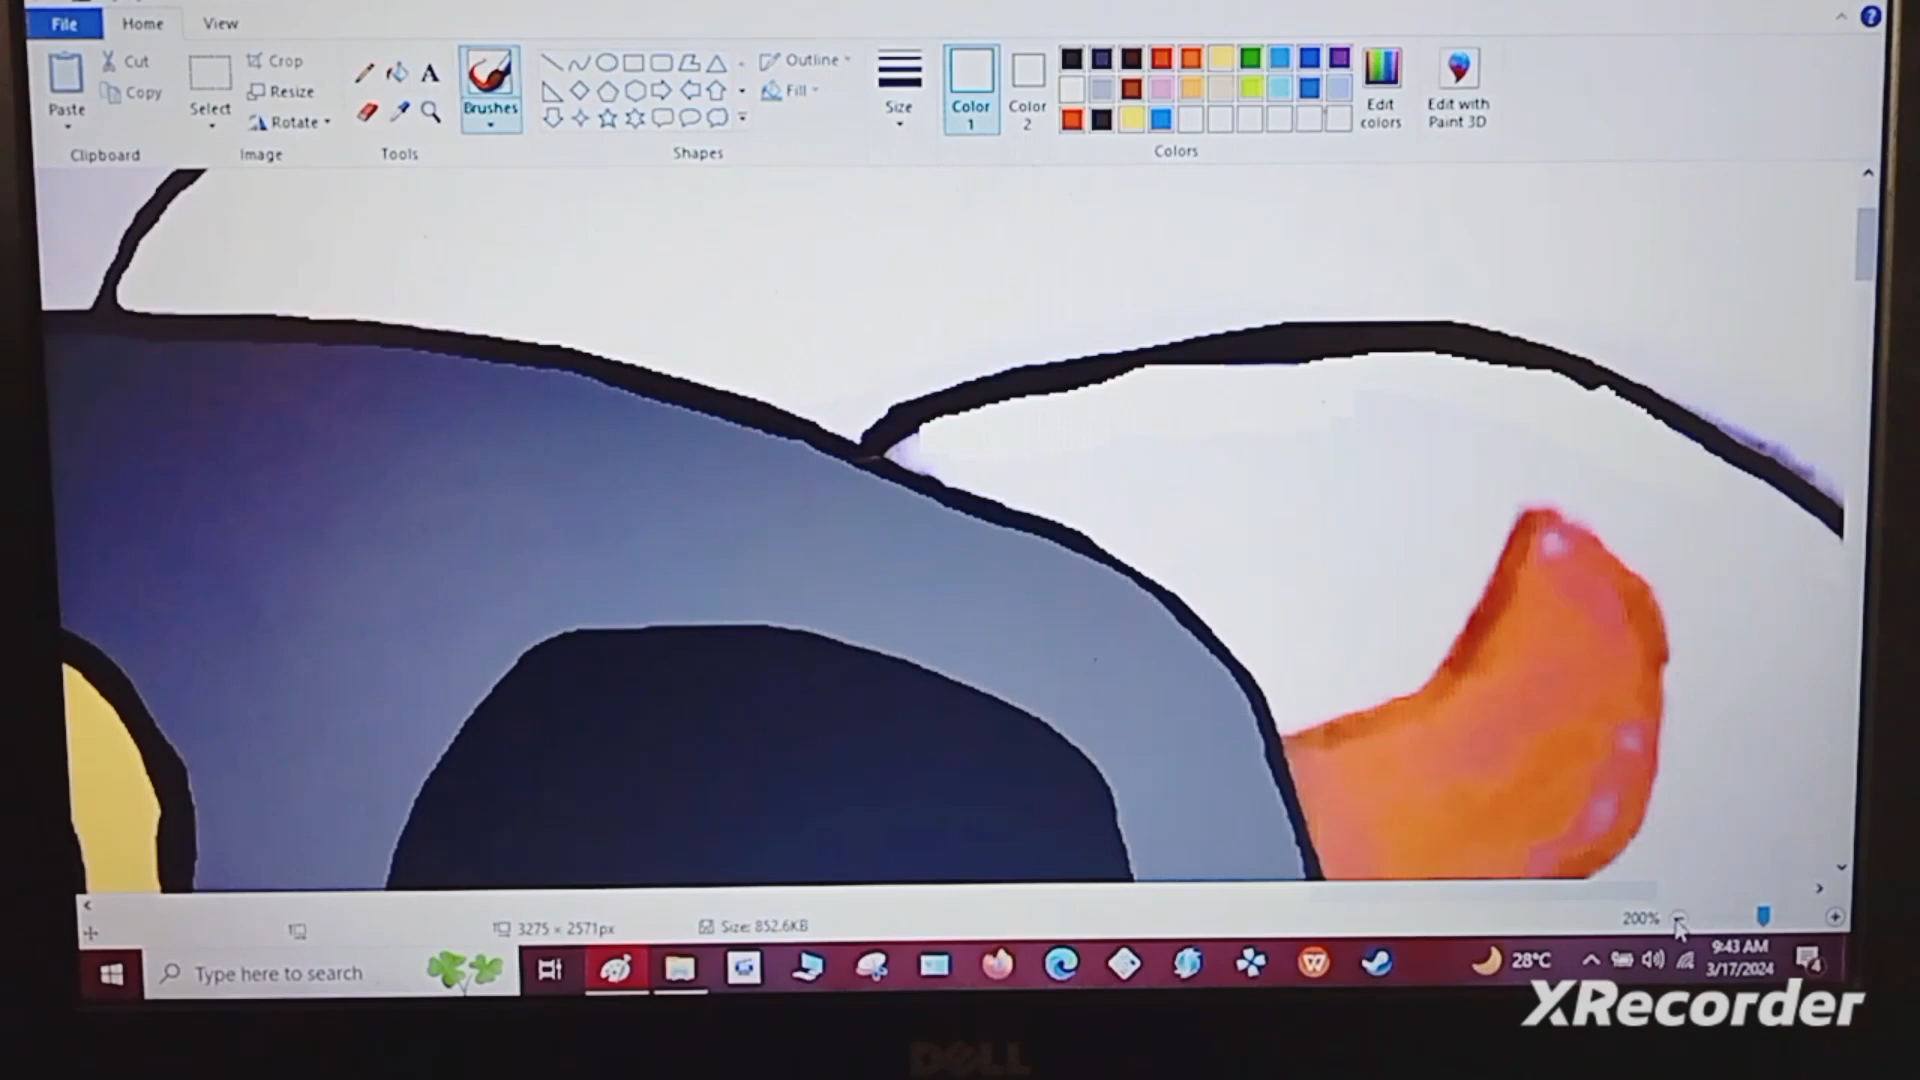 File Home View
Paste
Cut
Copy
Clipboard
Select
Crop
Resize
Rotate
Image
A
Tools
Brushes
Shapes
Outline
Fill
Size
Color 1
Color 2
Colors
Edit colors
Edit with Paint 3D
3275 × 2571px
Size: 852.6KB
200%
Type here to search
28°C
9:43 AM
3/17/2024
4
XRecorder
DELL